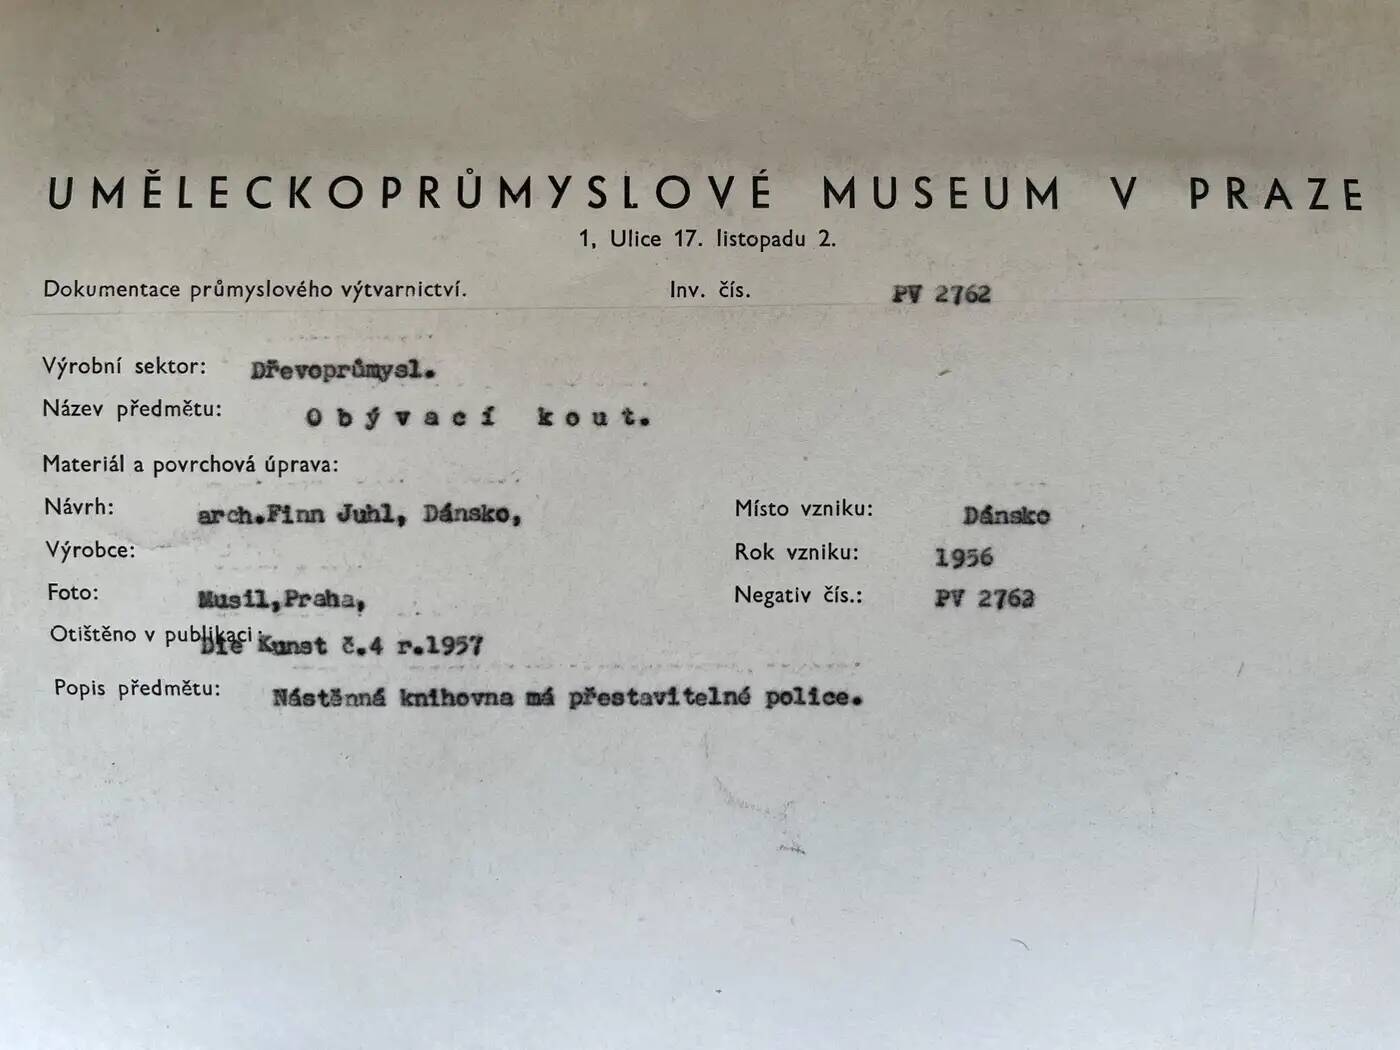 UMĚLECKOPRŮMYSLOVÉ MUSEUM V PRAZE
1, Ulice 17. listopadu 2.
Dokumentace průmyslového výtvarnictví. Inv. čís. PV 2762
Výrobní sektor: Dřevoprůmysl.
Název předmětu: Obývací kout.
Materiál a povrchová úprava:
Návrh: arch.Finn Juhl, Dánsko, Místo vzniku: Dánsko
Výrobce: Rok vzniku: 1956
Foto: Musil,Praha, Negativ čís.: PV 2763
Otištěno v publikaci: Die Kunst č.4 r.1957
Popis předmětu: Nástěnná knihovna má přestavitelné police.